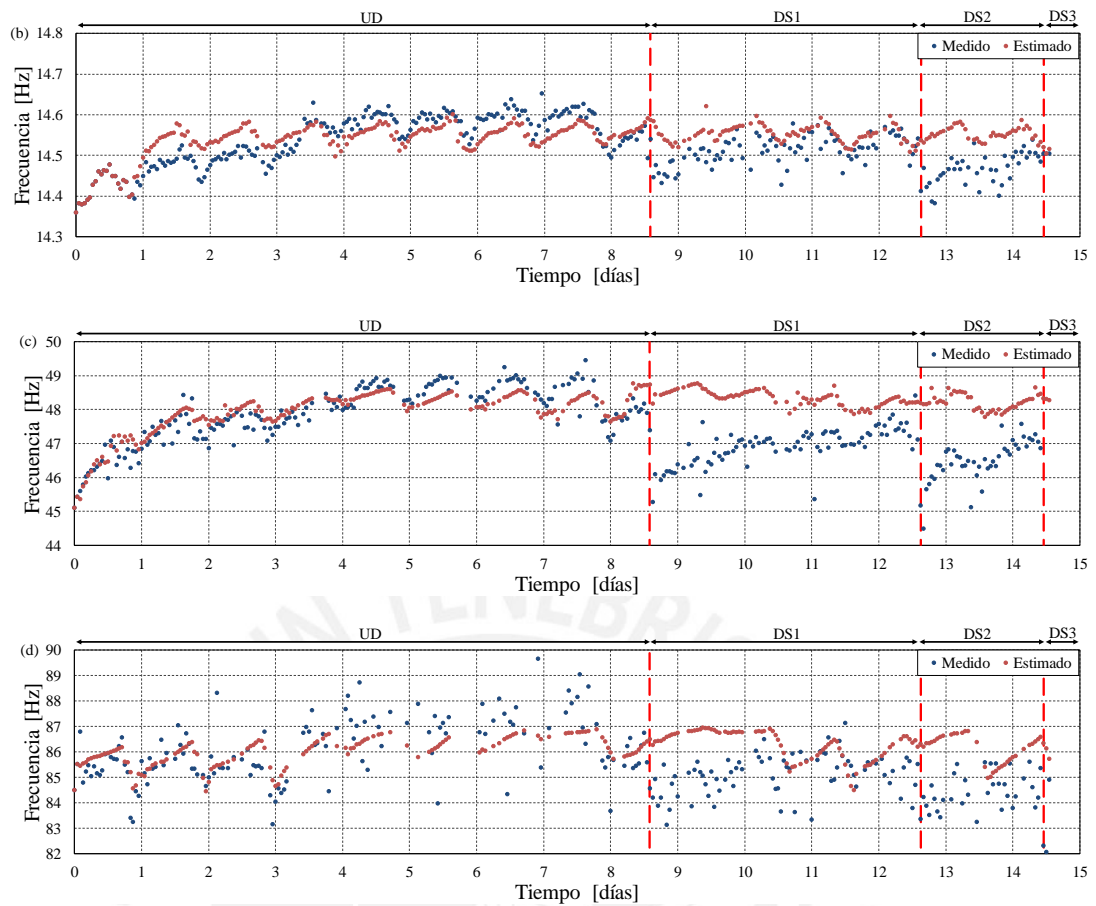 UD DS1 DS2 DS3
(b) 14.8
Medido Estimado
14.7
14.6
14.5
14.4
14.3
Frecuencia [Hz]
0 1 2 3 4 5 6 7 8 9 10 11 12 13 14 15
Tiempo [días]
UD DS1 DS2 DS3
(c) 50
Medido Estimado
49
48
47
46
45
44
Frecuencia [Hz]
0 1 2 3 4 5 6 7 8 9 10 11 12 13 14 15
Tiempo [días]
IN TENEBRIS
UD DS1 DS2 DS3
(d) 90
Medido Estimado
89
88
87
86
85
84
83
82
Frecuencia [Hz]
0 1 2 3 4 5 6 7 8 9 10 11 12 13 14 15
Tiempo [días]